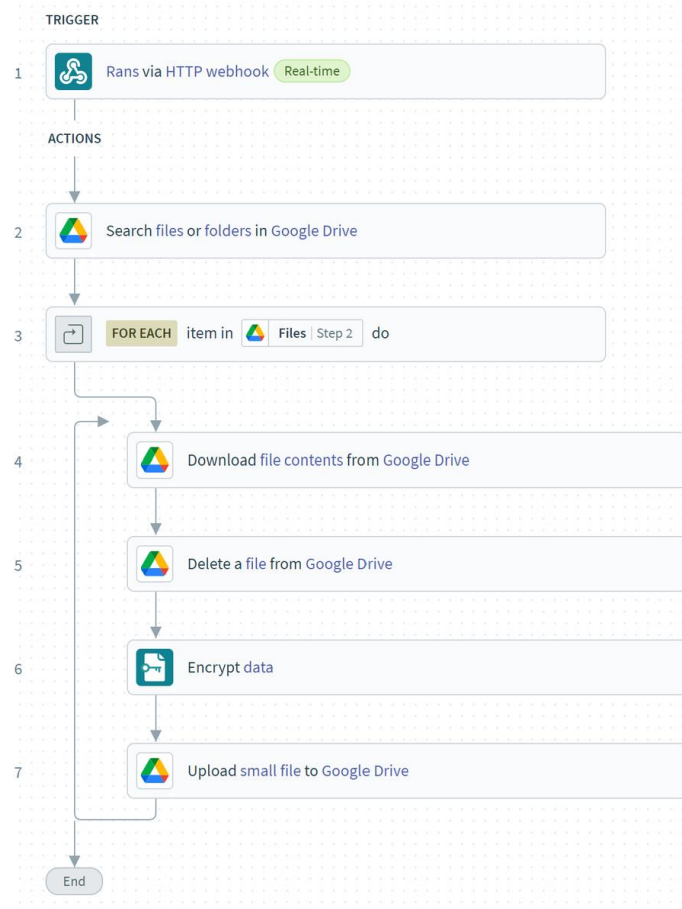 TRIGGER
1 Rans via HTTP webhook Real-time
ACTIONS
2 Search files or folders in Google Drive
3 FOR EACH item in Files Step 2 do
4 Download file contents from Google Drive
5 Delete a file from Google Drive
6 Encrypt data
7 Upload small file to Google Drive
End